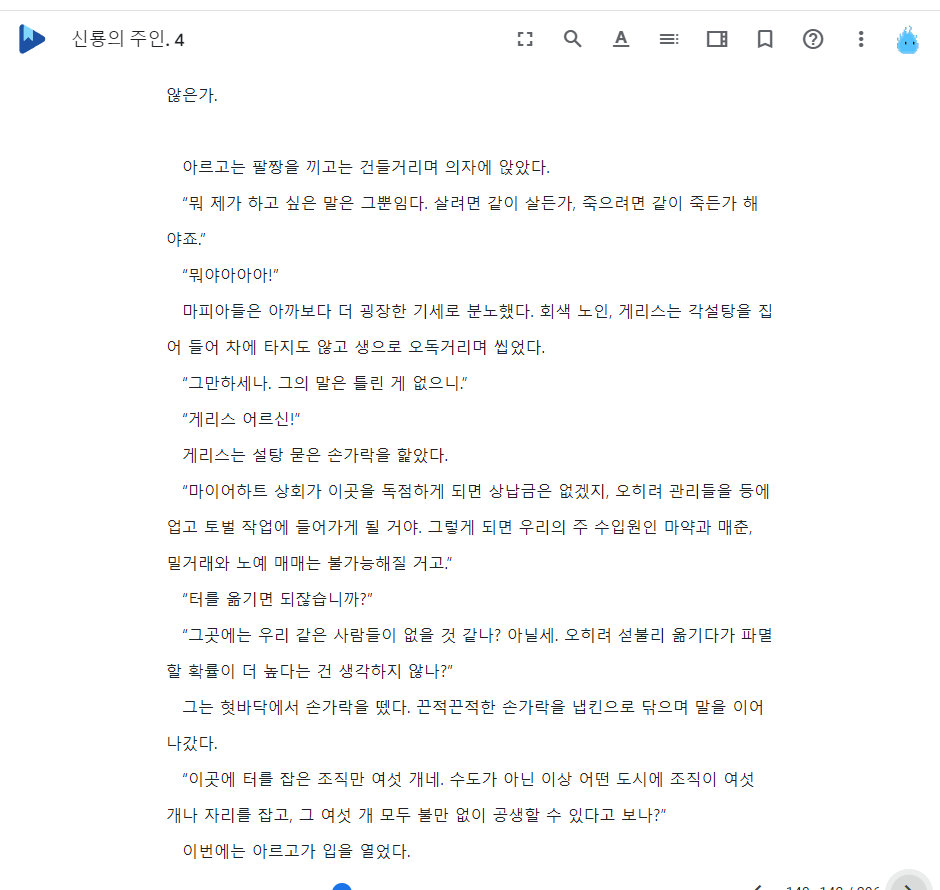 신룡의 주인. 4
않은가.
아르고는 팔짱을 끼고는 건들거리며 의자에 앉았다.
“뭐 제가 하고 싶은 말은 그뿐임다. 살려면 같이 살든가, 죽으려면 같이 죽든가 해
야죠.”
“뭐야아아아!”
마피아들은 아까보다 더 굉장한 기세로 분노했다. 회색 노인, 게리스는 각설탕을 집
어 들어 차에 타지도 않고 생으로 오독거리며 씹었다.
“그만하세나. 그의 말은 틀린 게 없으니.”
“게리스 어르신!”
게리스는 설탕 묻은 손가락을 핥았다.
“마이어하트 상회가 이곳을 독점하게 되면 상납금은 없겠지, 오히려 관리들을 등에
업고 토벌 작업에 들어가게 될 거야. 그렇게 되면 우리의 주 수입원인 마약과 매춘,
밀거래와 노예 매매는 불가능해질 거고.”
“터를 옮기면 되잖습니까?”
“그곳에는 우리 같은 사람들이 없을 것 같나? 아닐세. 오히려 섣불리 옮기다가 파멸
할 확률이 더 높다는 건 생각하지 않나?”
그는 혓바닥에서 손가락을 뗐다. 끈적끈적한 손가락을 냅킨으로 닦으며 말을 이어
나갔다.
“이곳에 터를 잡은 조직만 여섯 개네. 수도가 아닌 이상 어떤 도시에 조직이 여섯
개나 자리를 잡고, 그 여섯 개 모두 불만 없이 공생할 수 있다고 보나?”
이번에는 아르고가 입을 열었다.